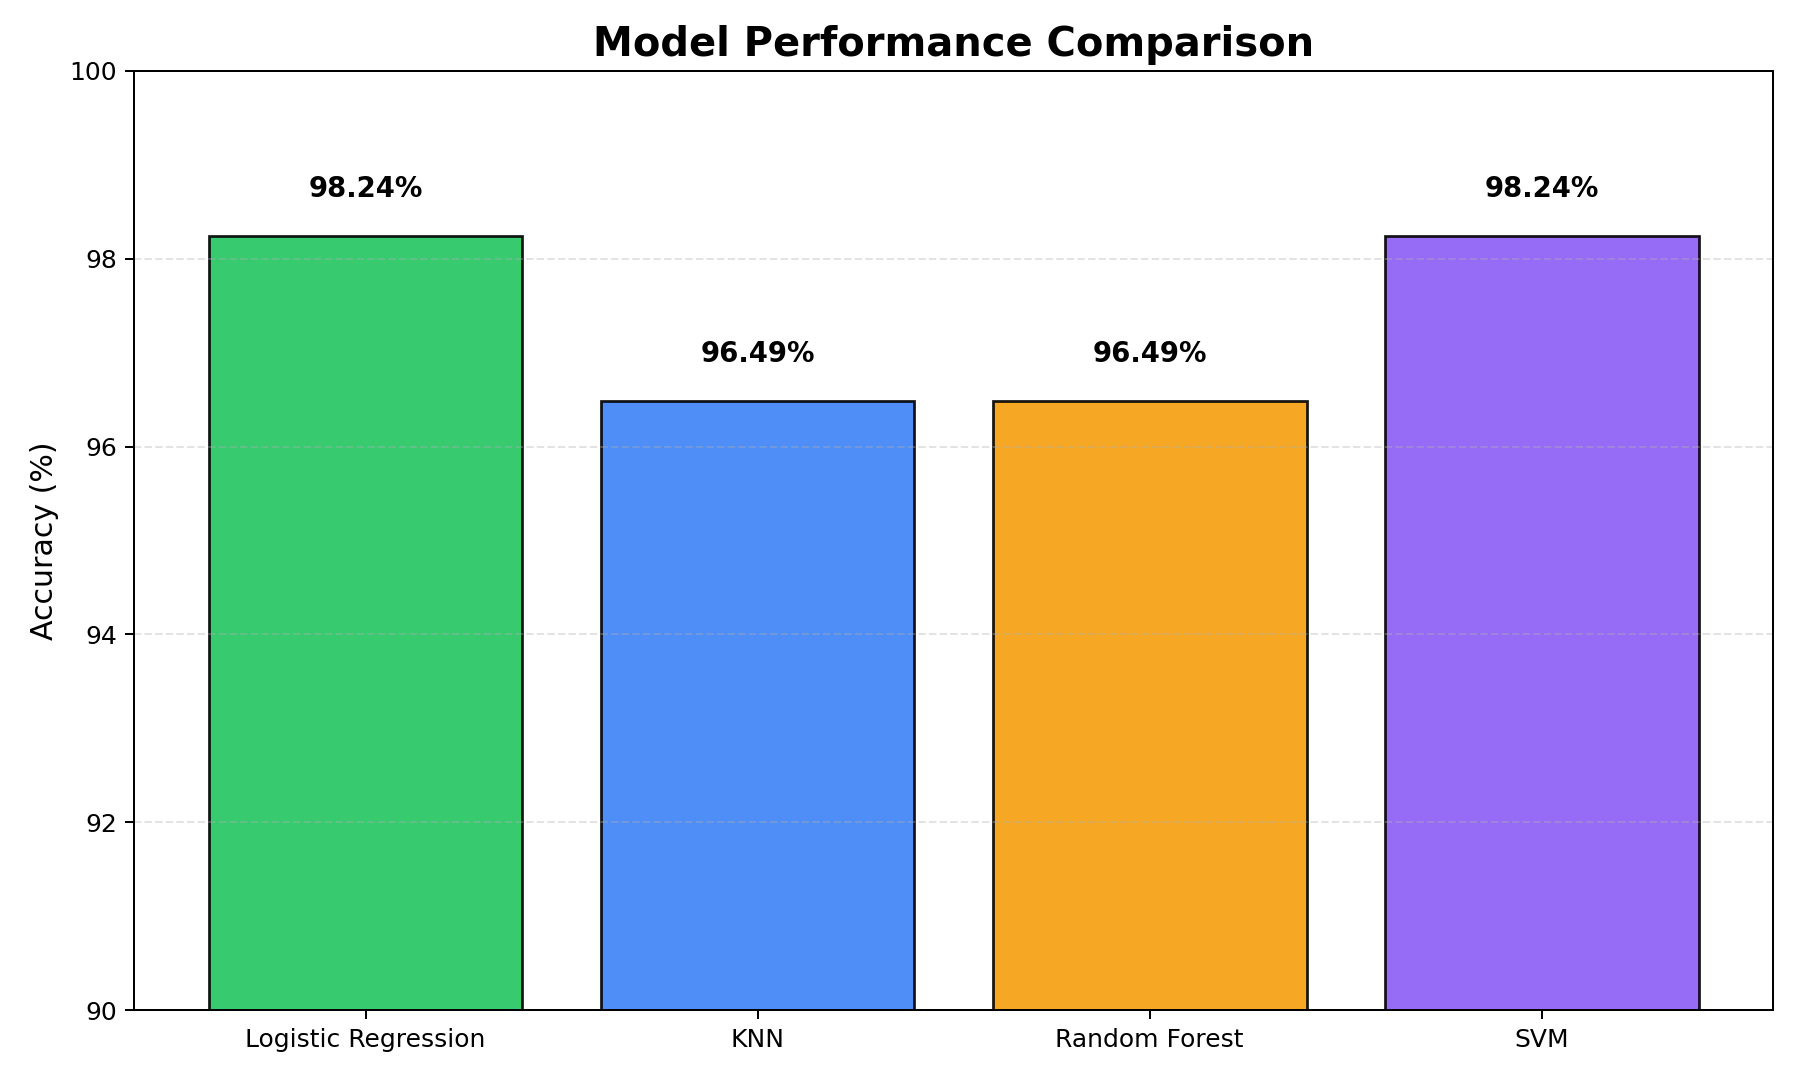 Model Performance Comparison
Accuracy (%)
100
98
96
94
92
90
98.24%
96.49%
96.49%
98.24%
Logistic Regression
KNN
Random Forest
SVM